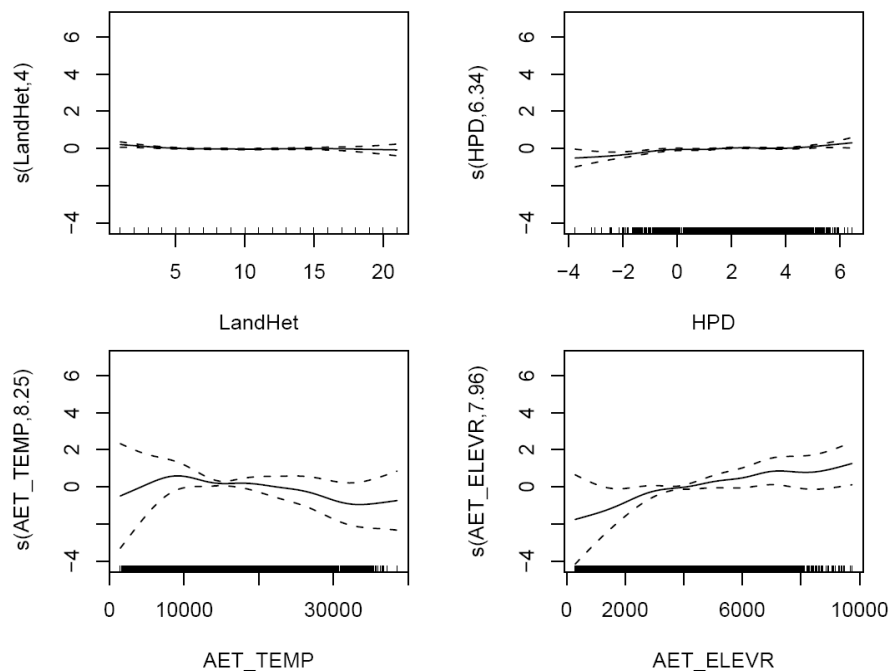 s(LandHet,4)
6
4
2
0
−4
5 10 15 20
LandHet
s(HPD,6.34)
6
4
2
0
−4
−4 −2 0 2 4 6
HPD
s(AET_TEMP,8.25)
6
4
2
0
−4
0 10000 30000
AET_TEMP
s(AET_ELEVR,7.96)
6
4
2
0
−4
0 2000 6000 10000
AET_ELEVR